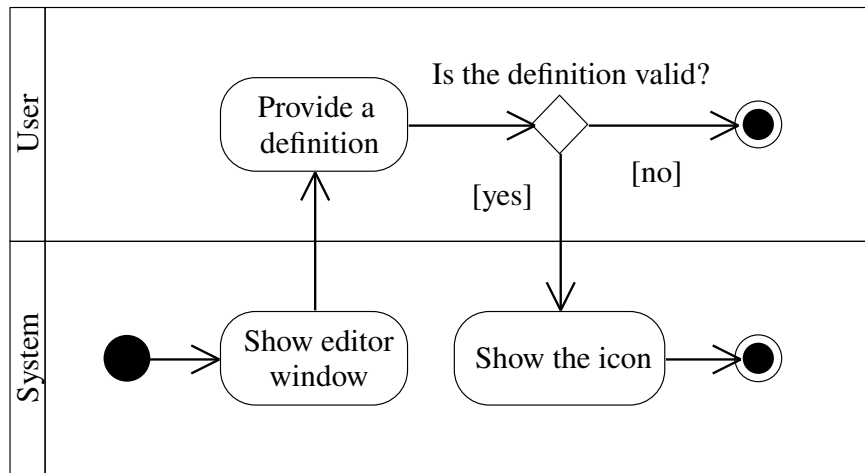 User
Is the definition valid?
Provide a
definition
[no]
[yes]
System
Show editor
window
Show the icon